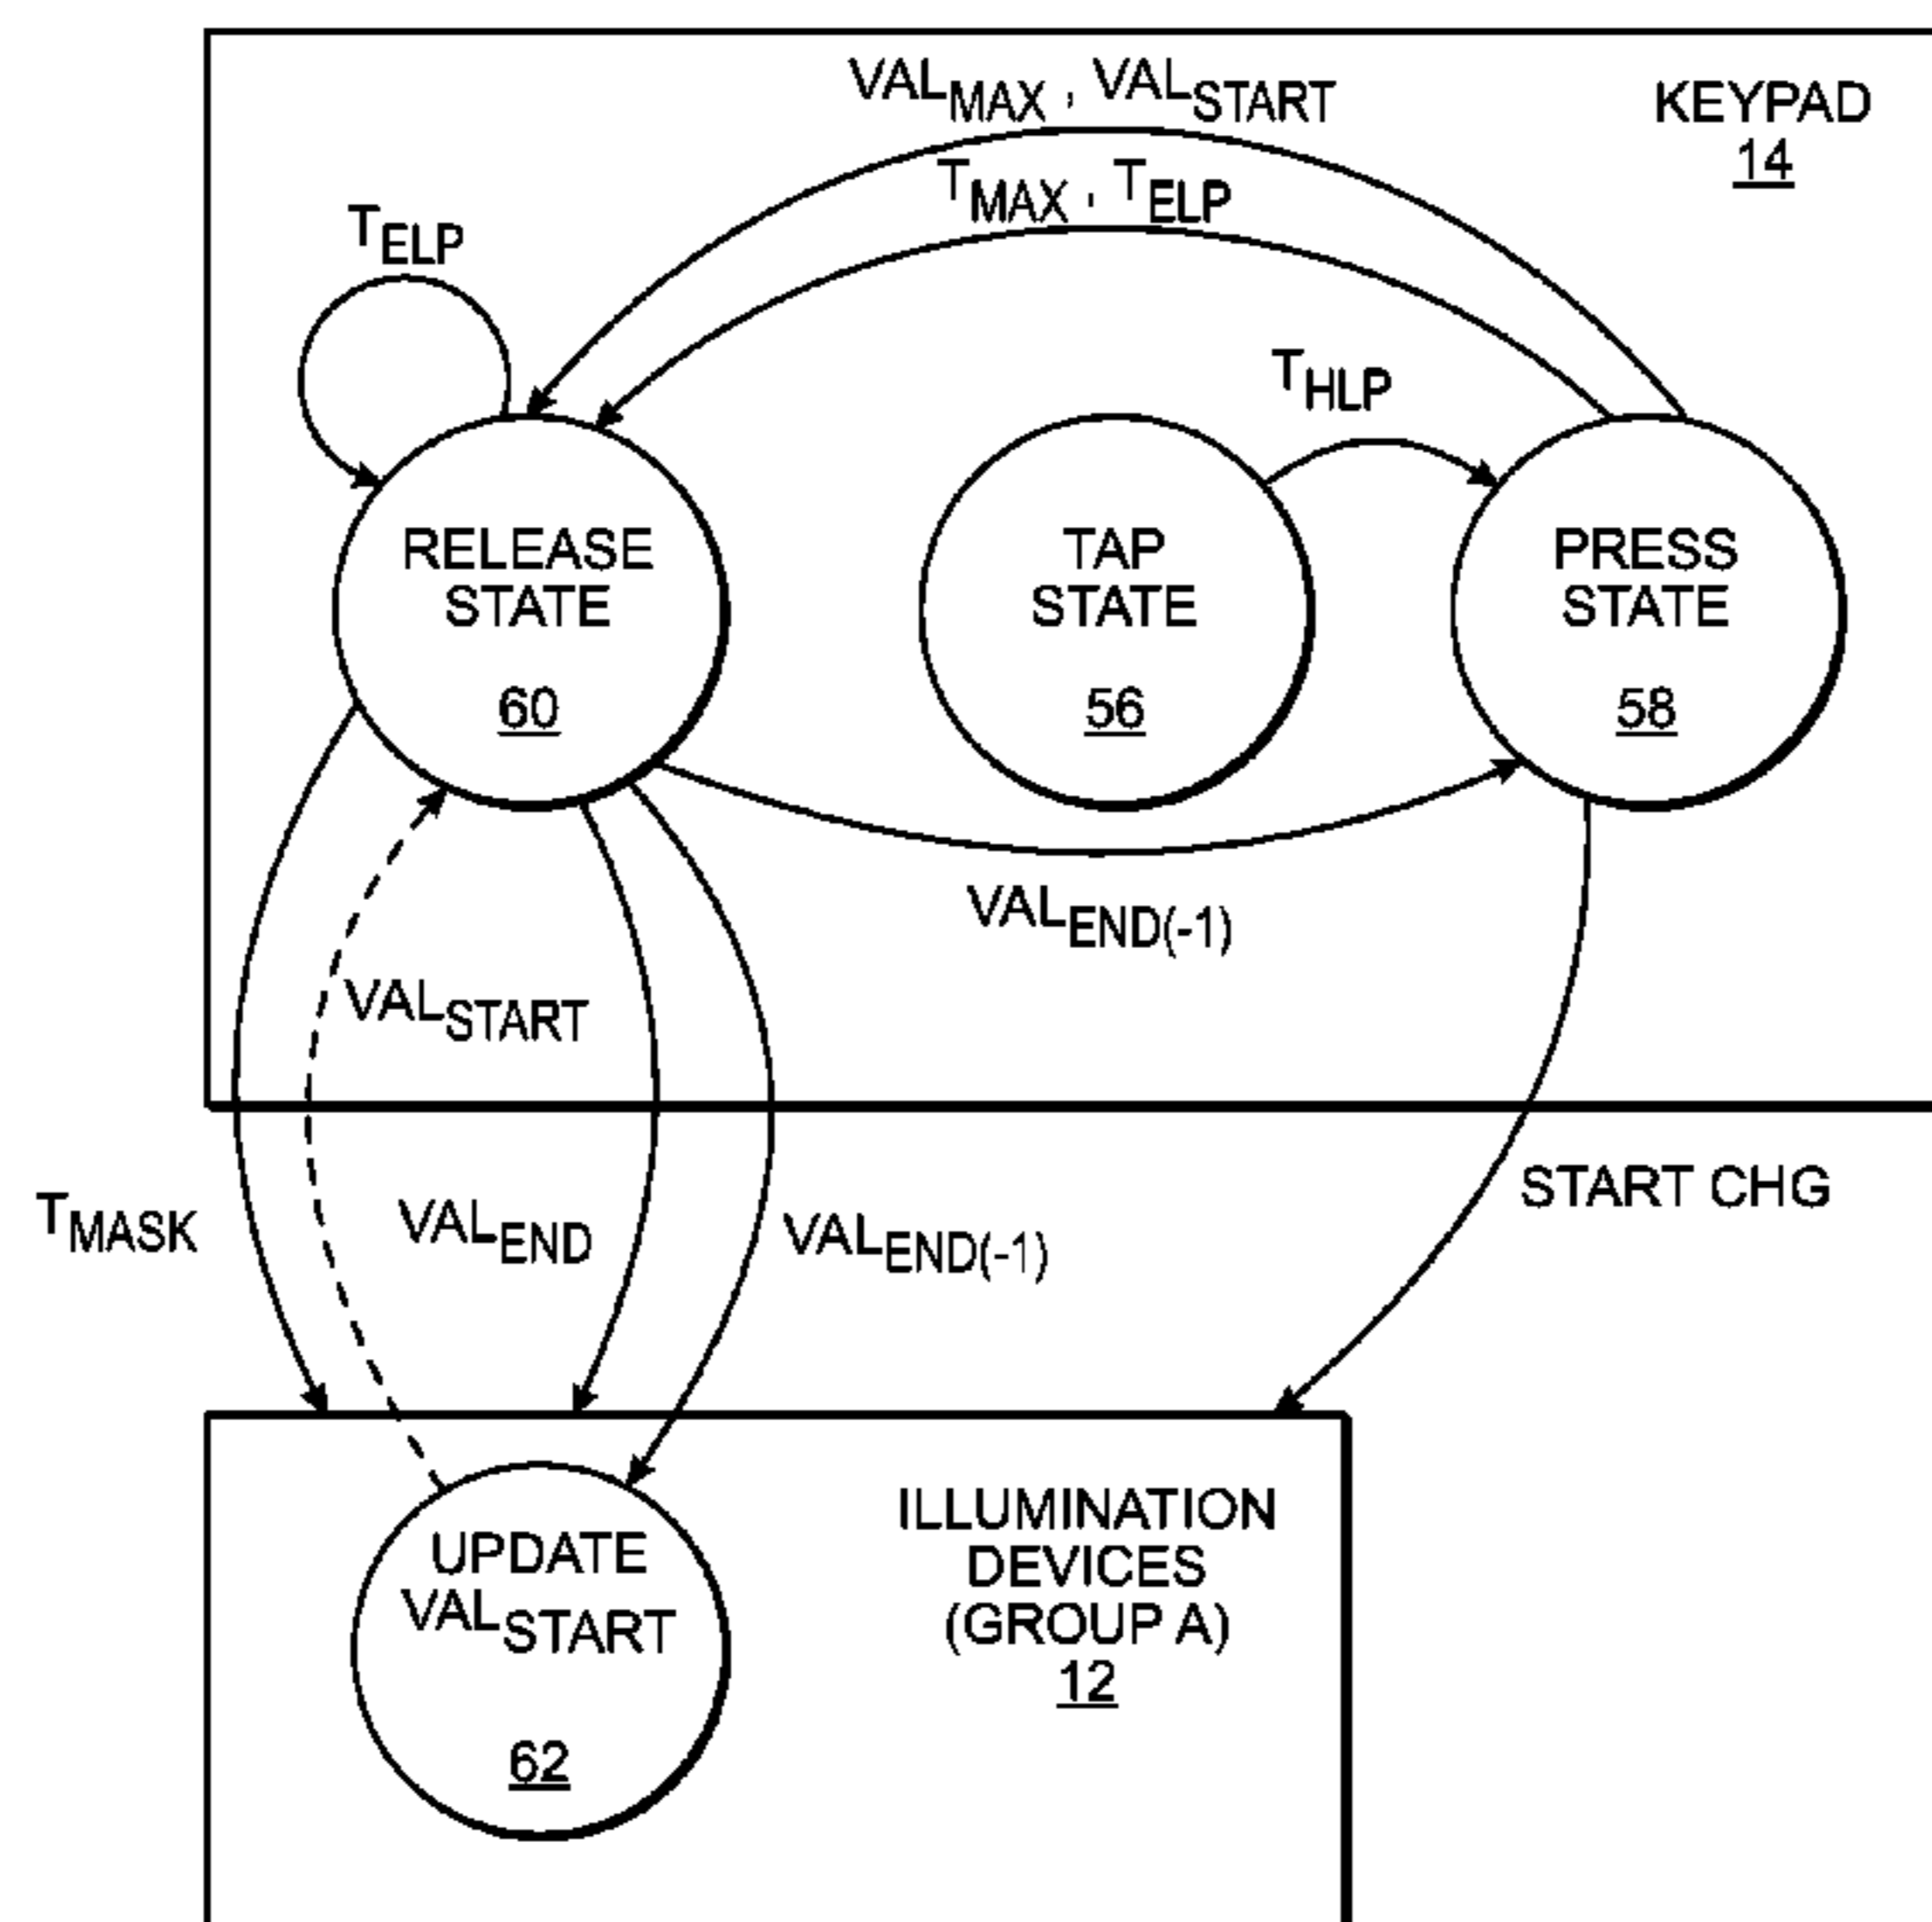 VALMAX , VALSTART
KEYPAD
14
TMAX , TELP
TELP
THLP
RELEASE
STATE
60
TAP
STATE
56
PRESS
STATE
58
VALEND(-1)
VALSTART
TMASK
VALEND
VALEND(-1)
START CHG
ILLUMINATION
DEVICES
(GROUP A)
12
UPDATE
VALSTART
62